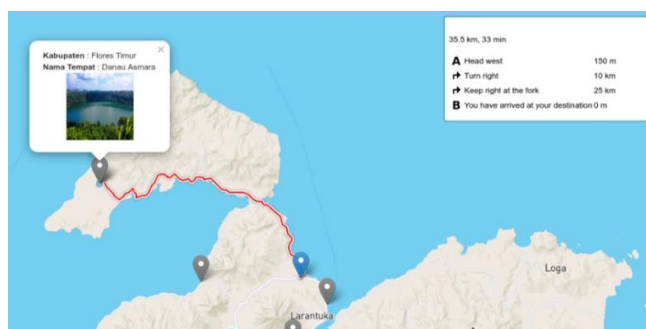 Kabupaten : Flores Timur
Nama Tempat : Danau Asmara
×
35.5 km, 33 min
A Head west 150 m
Turn right 10 km
Keep right at the fork 25 km
B You have arrived at your destination 0 m
Loga
Larantuka